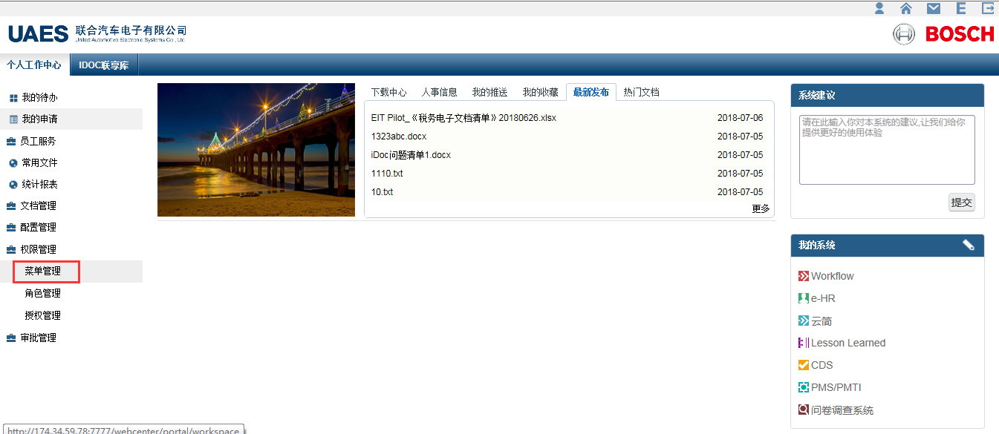 UAES 联合汽车电子有限公司
United Automotive Electronic Systems Co., Ltd
BOSCH
个人工作中心
IDOC联享库
我的待办
我的申请
员工服务
常用文件
统计报表
文档管理
配置管理
权限管理
菜单管理
角色管理
授权管理
审批管理
下载中心 人事信息 我的推送 我的收藏 最新发布 热门文档
EIT Pilot_《税务电子文档清单》20180626.xlsx 2018-07-06
1323abc.docx 2018-07-05
iDoc问题清单1.docx 2018-07-05
1110.txt 2018-07-05
10.txt 2018-07-05
更多
系统建议
请在此输入你对本系统的建议,让我们给你
提供更好的使用体验
提交
我的系统
Workflow
e-HR
云简
Lesson Learned
CDS
PMS/PMTI
问卷调查系统
http://174.34.59.78:7777/webcenter/portal/workspace